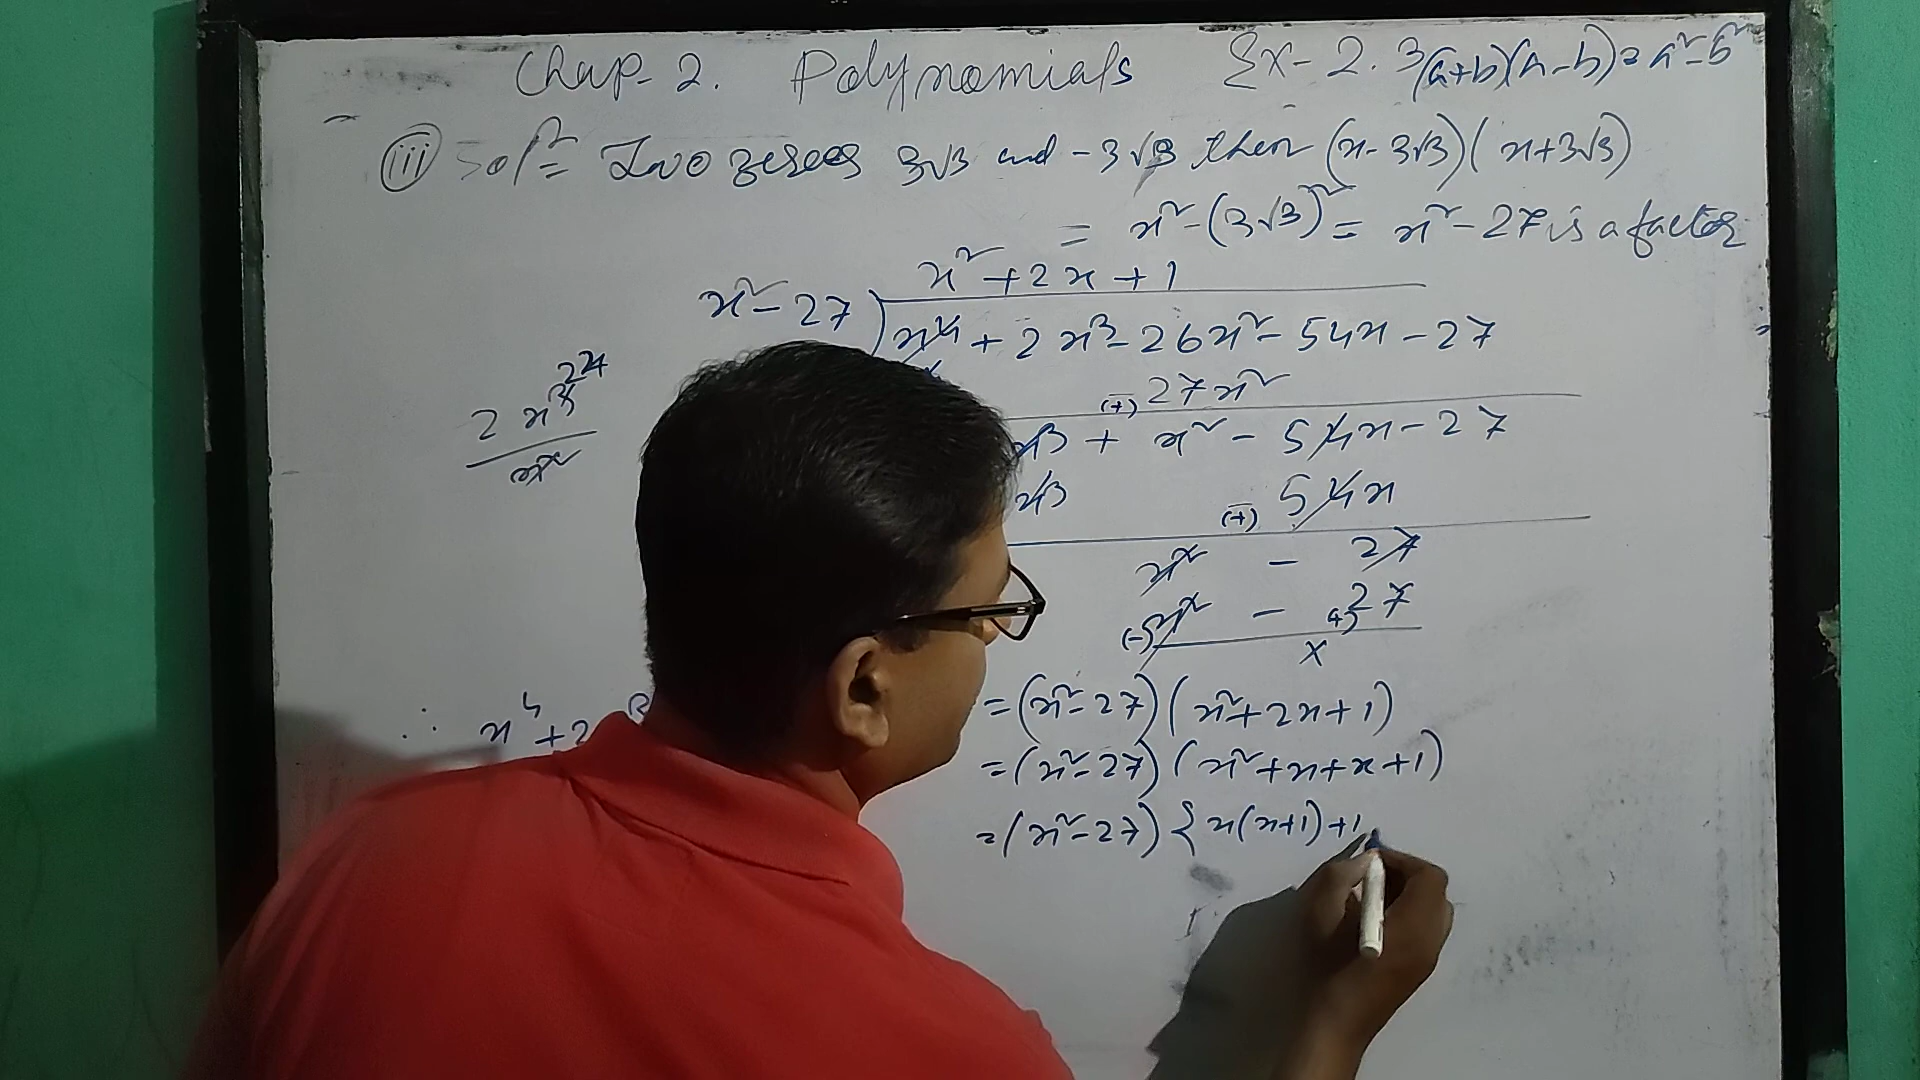 Chap-2. Polynomials Ex-2.3 (a+b)(a-b)=a²-b²
(iii) Solⁿ= Two zeroes 3√3 and -3√3 then (x-3√3)(x+3√3)
= x²-(3√3)² = x²-27 is a factor
x²+2x+1
x²-27 ) x⁴+2x³-26x²-54x-27
(+) 27x²
x³ + x² - 54x - 27
x³ (+) 54x
x² - 27
(-) x² - (+) 27
x
2x³
x²
∴ x⁴+2 = (x²-27)(x²+2x+1)
= (x²-27)(x²+x+x+1)
= (x²-27){x(x+1)+1